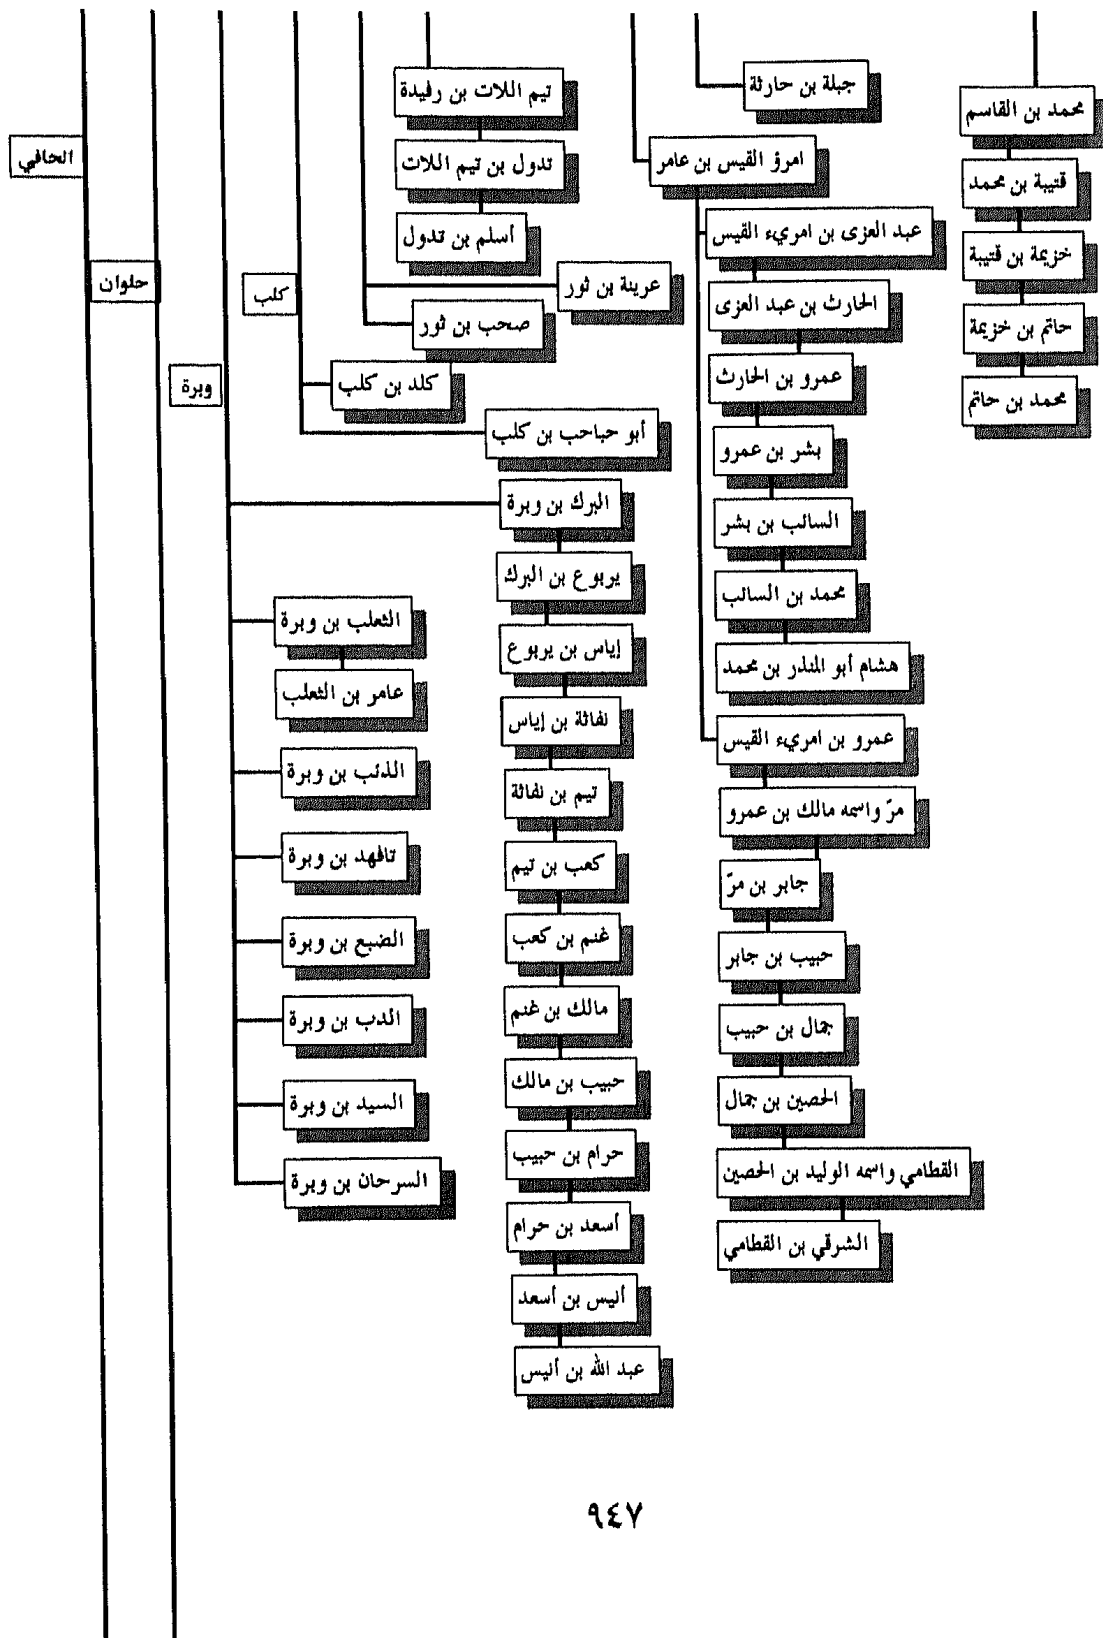 محمد بن القاسم
قتيبة بن محمد
خزيمة بن قتيبة
حاتم بن خزيمة
محمد بن حاتم
جبلة بن حارثة
امرؤ القيس بن عامر
عبد العزى بن امريء القيس
الحارث بن عبد العزى
عمرو بن الحارث
بشر بن عمرو
السائب بن بشر
محمد بن السائب
هشام أبو المنذر بن محمد
عمرو بن امريء القيس
مرّ واسمه مالك بن عمرو
جابر بن مرّ
حبيب بن جابر
جمال بن حبيب
الحصين بن جمال
القطامي واسمه الوليد بن الحصين
الشرقي بن القطامي
تيم اللات بن رفيدة
تدول بن تيم اللات
أسلم بن تدول
عرينة بن ثور
صحب بن ثور
كلب
كلد بن كلب
أبو حباحب بن كلب
البرك بن وبرة
يربوع بن البرك
إياس بن يربوع
نفاثة بن إياس
تيم بن نفاثة
كعب بن تيم
غنم بن كعب
مالك بن غنم
حبيب بن مالك
حرام بن حبيب
أسعد بن حرام
أنيس بن أسعد
عبد الله بن أنيس
وبرة
الثعلب بن وبرة
عامر بن الثعلب
الذئب بن وبرة
تافهد بن وبرة
الضبع بن وبرة
الدب بن وبرة
السيد بن وبرة
السرحان بن وبرة
حلوان
الحافي
٩٤٧